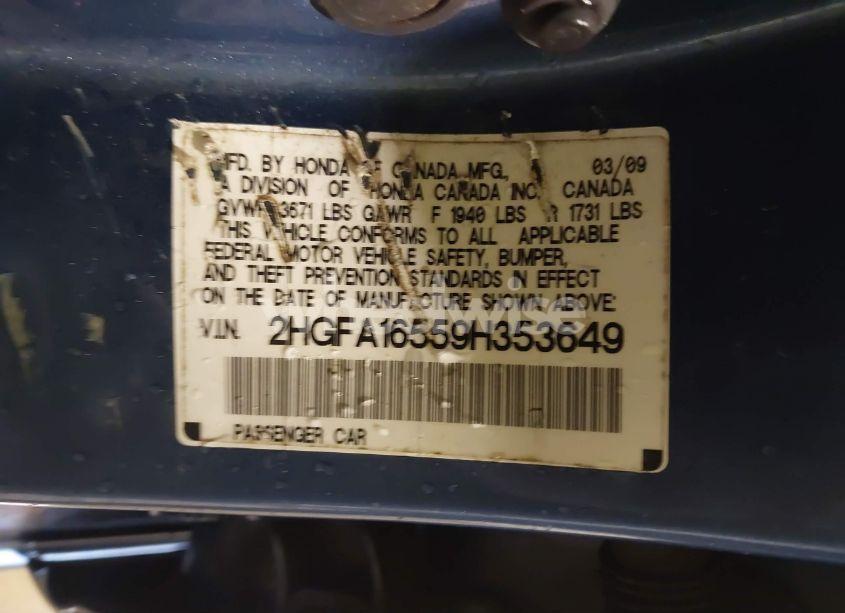 MFD. BY HONDA OF CANADA MFG., 03/09
A DIVISION OF HONDA CANADA INC., CANADA
GVWR 3671 LBS GAWR F 1940 LBS R 1731 LBS
THIS VEHICLE CONFORMS TO ALL APPLICABLE
FEDERAL MOTOR VEHICLE SAFETY, BUMPER,
AND THEFT PREVENTION STANDARDS IN EFFECT
ON THE DATE OF MANUFACTURE SHOWN ABOVE:
V.I.N. 2HGFA16559H353649
PASSENGER CAR